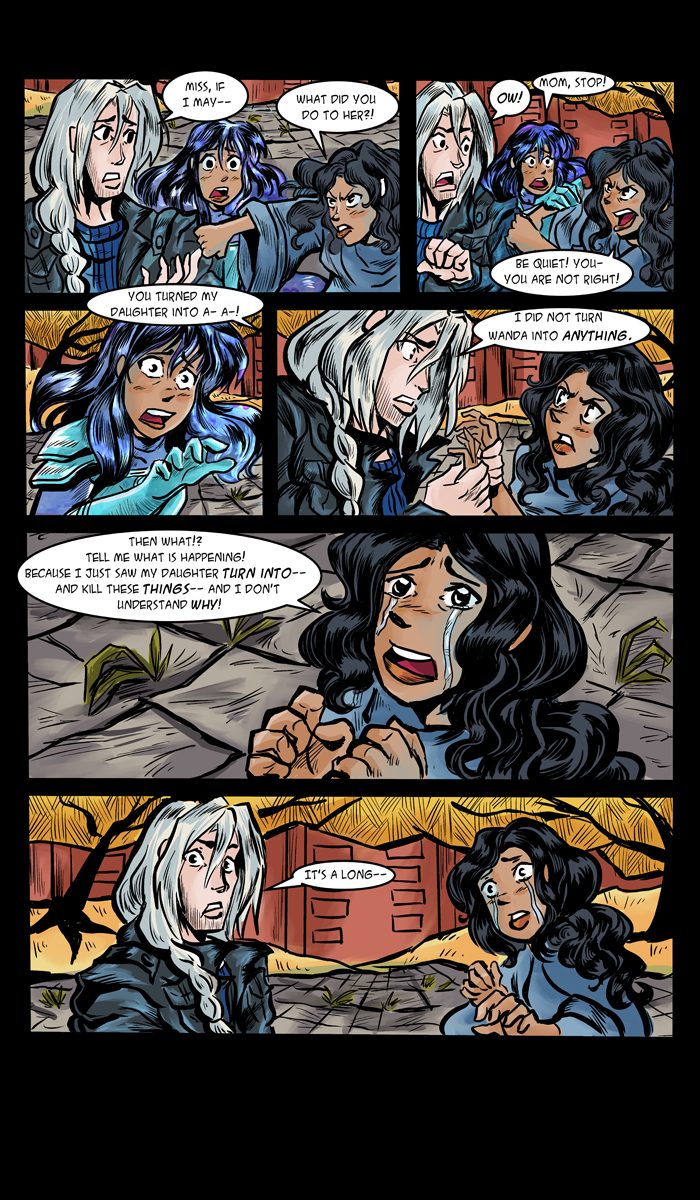 MISS, IF
I MAY--
WHAT DID YOU
DO TO HER?!
OW!
MOM, STOP!
BE QUIET! YOU-
YOU ARE NOT RIGHT!
YOU TURNED MY
DAUGHTER INTO A- A-!
I DID NOT TURN
WANDA INTO ANYTHING.
THEN WHAT!?
TELL ME WHAT IS HAPPENING!
BECAUSE I JUST SAW MY DAUGHTER TURN INTO--
AND KILL THESE THINGS-- AND I DON'T
UNDERSTAND WHY!
IT'S A LONG--